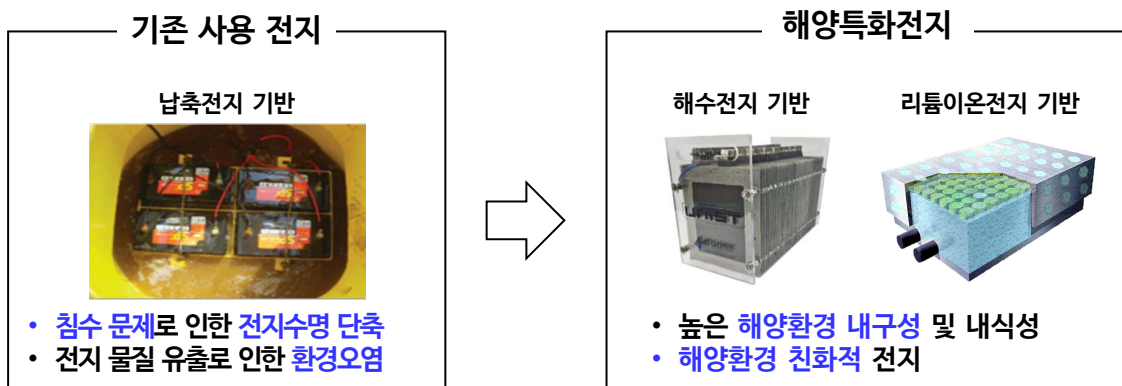 기존 사용 전지
납축전지 기반
• 침수 문제로 인한 전지수명 단축
• 전지 물질 유출로 인한 환경오염
해양특화전지
해수전지 기반
리튬이온전지 기반
UNIST
• 높은 해양환경 내구성 및 내식성
• 해양환경 친화적 전지